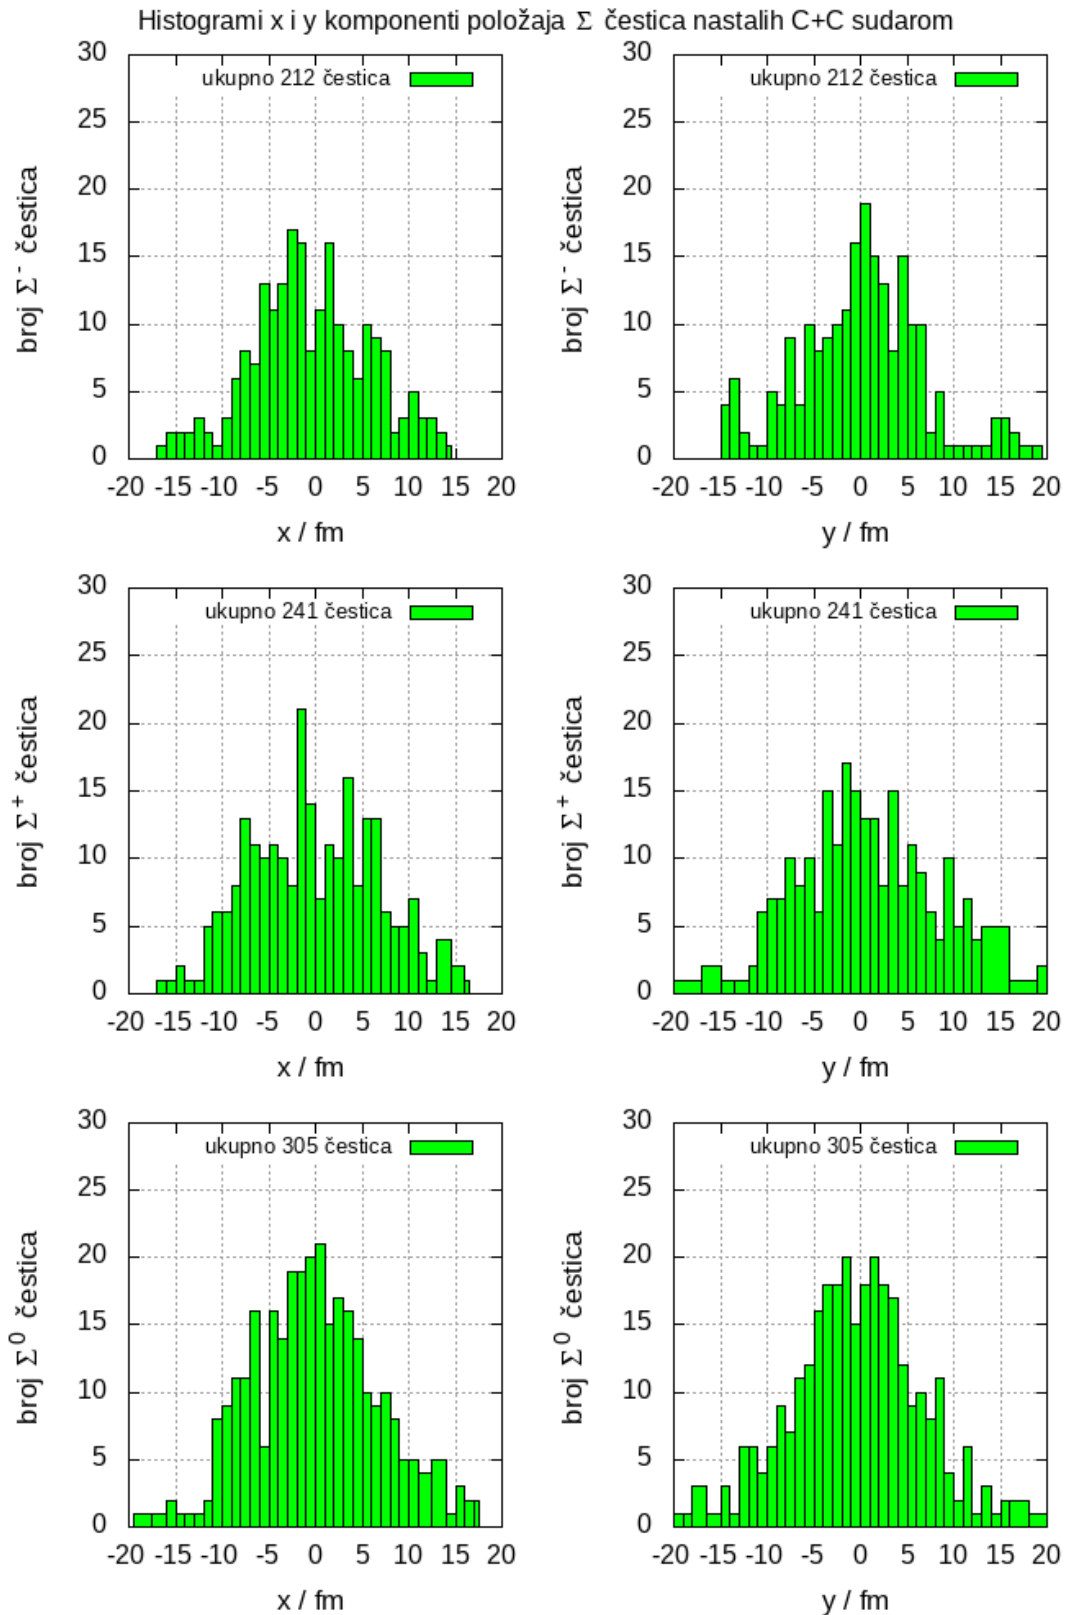 Histogrami x i y komponenti položaja Σ čestica nastalih C+C sudarom
ukupno 212 čestica
broj Σ⁻ čestica
30
25
20
15
10
5
0
-20 -15 -10 -5 0 5 10 15 20
x / fm
ukupno 212 čestica
broj Σ⁻ čestica
30
25
20
15
10
5
0
-20 -15 -10 -5 0 5 10 15 20
y / fm
ukupno 241 čestica
broj Σ⁺ čestica
30
25
20
15
10
5
0
-20 -15 -10 -5 0 5 10 15 20
x / fm
ukupno 241 čestica
broj Σ⁺ čestica
30
25
20
15
10
5
0
-20 -15 -10 -5 0 5 10 15 20
y / fm
ukupno 305 čestica
broj Σ⁰ čestica
30
25
20
15
10
5
0
-20 -15 -10 -5 0 5 10 15 20
x / fm
ukupno 305 čestica
broj Σ⁰ čestica
30
25
20
15
10
5
0
-20 -15 -10 -5 0 5 10 15 20
y / fm